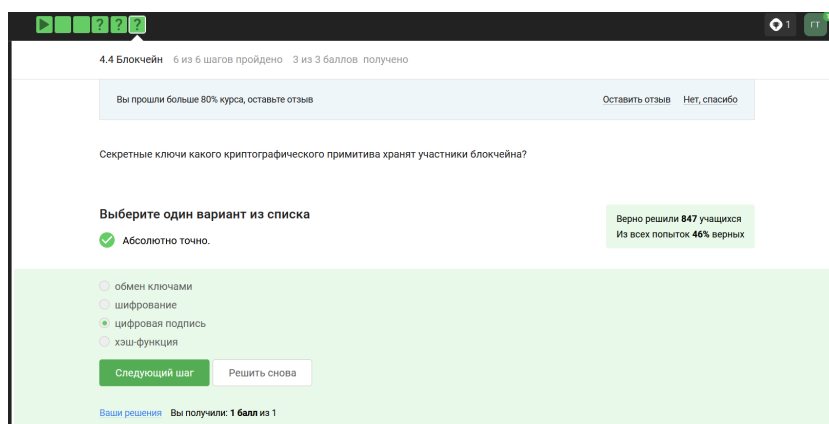 ? ? ?
1
ГТ
4.4 Блокчейн 6 из 6 шагов пройдено 3 из 3 баллов получено
Вы прошли больше 80% курса, оставьте отзыв Оставить отзыв Нет, спасибо
Секретные ключи какого криптографического примитива хранят участники блокчейна?
Выберите один вариант из списка
Верно решили 847 учащихся
Из всех попыток 46% верных
Абсолютно точно.
обмен ключами
шифрование
цифровая подпись
хэш-функция
Следующий шаг Решить снова
Ваши решения Вы получили: 1 балл из 1